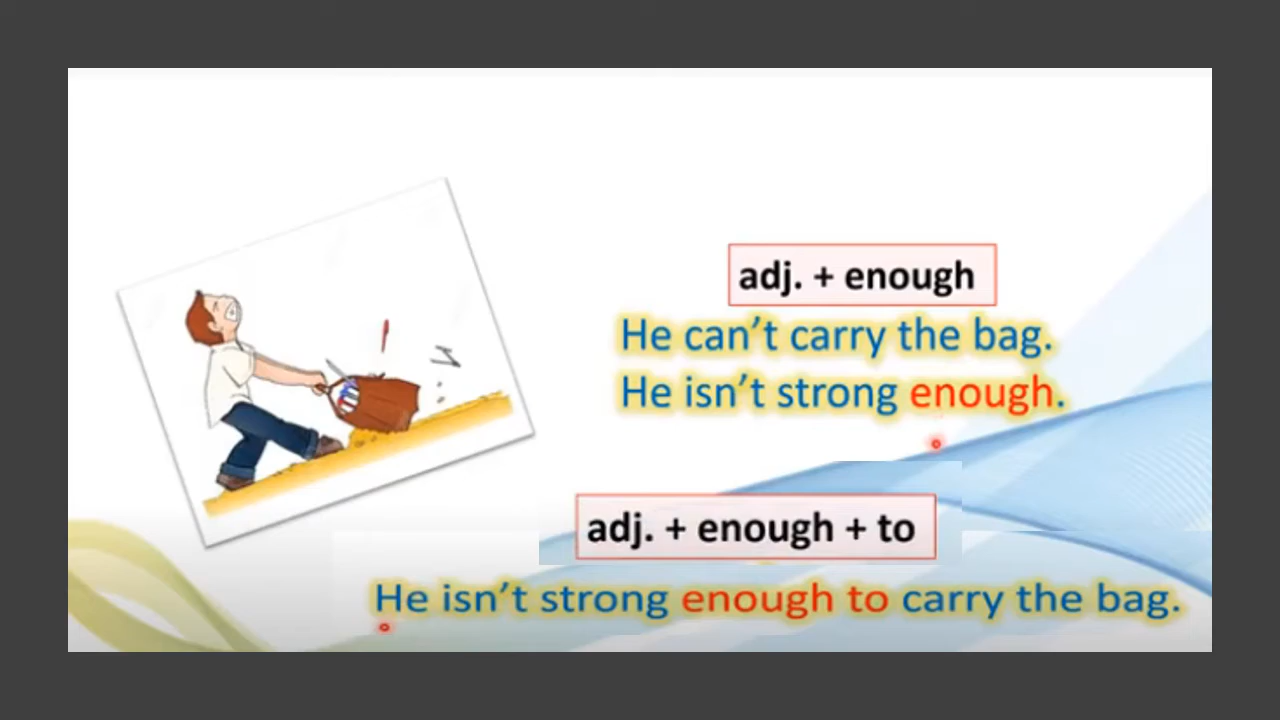 adj. + enough
He can't carry the bag.
He isn't strong enough.
adj. + enough + to
He isn't strong enough to carry the bag.